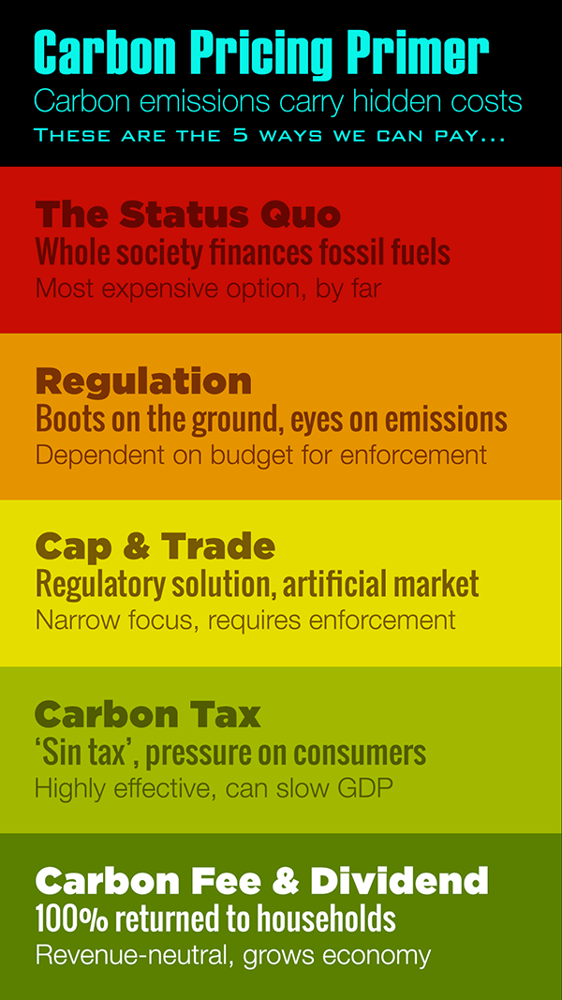 Carbon Pricing Primer
Carbon emissions carry hidden costs
THESE ARE THE 5 WAYS WE CAN PAY...
The Status Quo
Whole society finances fossil fuels
Most expensive option, by far
Regulation
Boots on the ground, eyes on emissions
Dependent on budget for enforcement
Cap & Trade
Regulatory solution, artificial market
Narrow focus, requires enforcement
Carbon Tax
‘Sin tax’, pressure on consumers
Highly effective, can slow GDP
Carbon Fee & Dividend
100% returned to households
Revenue-neutral, grows economy